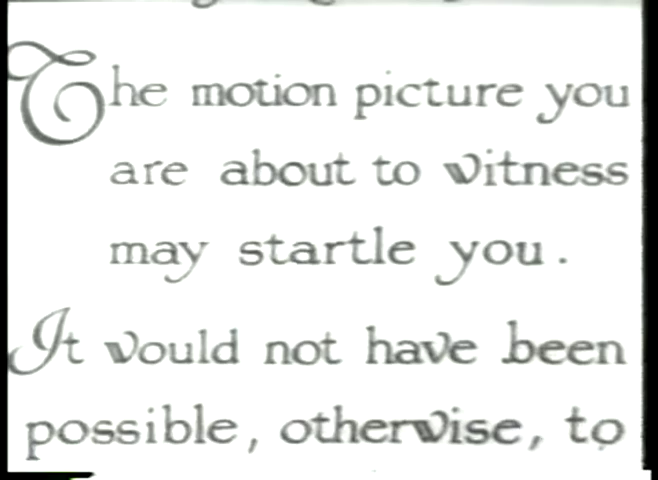 The motion picture you
are about to witness
may startle you.
It would not have been
possible, otherwise, to